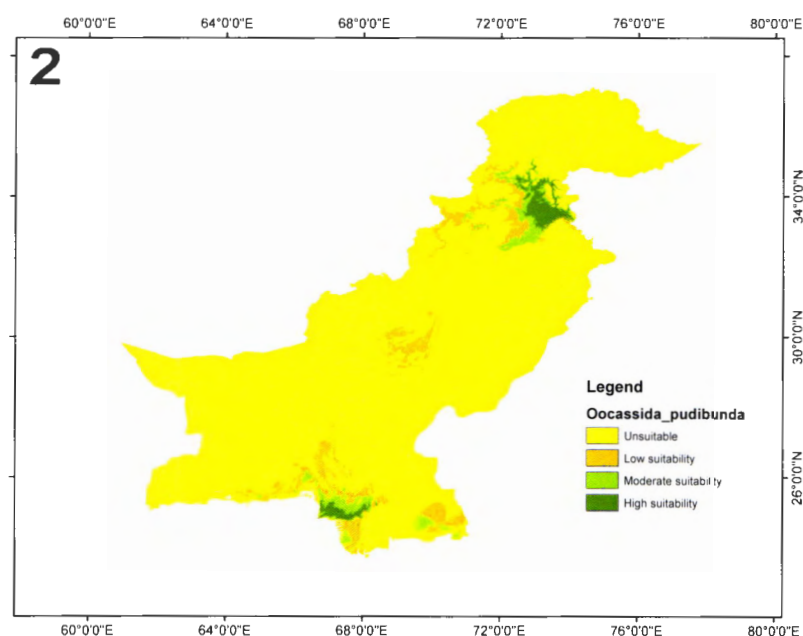 60°0'0"E 64°0'0"E 68°0'0"E 72°0'0"E 76°0'0"E 80°0'0"E
2
34°0'0"N
30°0'0"N
Legend
Oocassida_pudibunda
Unsuitable
Low suitability
Moderate suitability
High suitability
26°0'0"N
60°0'0"E 64°0'0"E 68°0'0"E 72°0'0"E 76°0'0"E 80°0'0"E